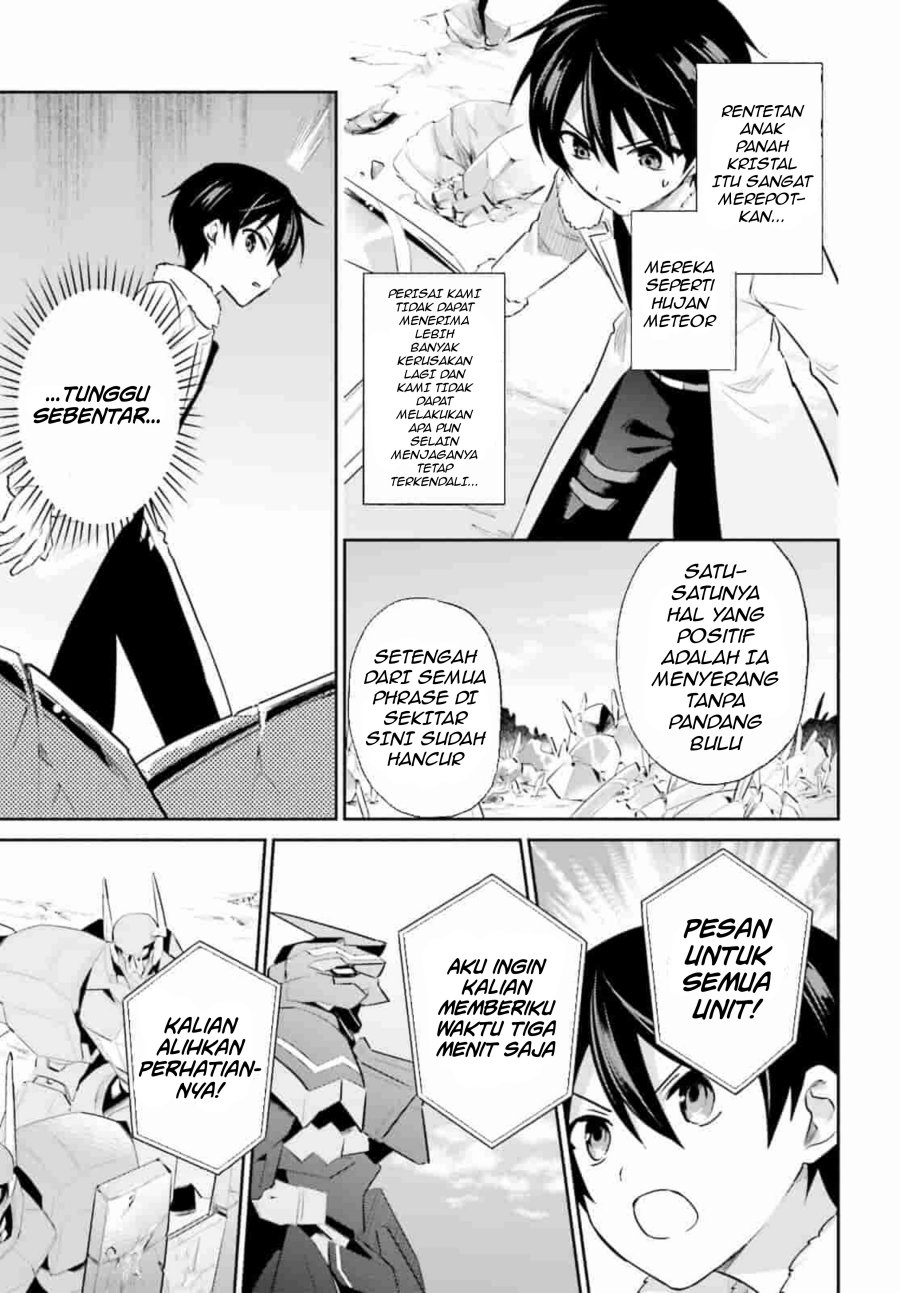 RENTETAN
ANAK
PANAH
KRISTAL
ITU SANGAT
MEREPOT-
KAN...
MEREKA
SEPERTI
HUJAN
METEOR
PERISAI KAMI
TIDAK DAPAT
MENERIMA
LEBIH
BANYAK
KERUSAKAN
LAGI DAN
KAMI TIDAK
DAPAT
MELAKUKAN
APA PUN
SELAIN
MENJAGANYA
TETAP
TERKENDALI...
...TUNGGU
SEBENTAR...
SATU-
SATUNYA
HAL YANG
POSITIF
ADALAH IA
MENYERANG
TANPA
PANDANG
BULU
SETENGAH
DARI SEMUA
PHRASE DI
SEKITAR
SINI SUDAH
HANCUR
PESAN
UNTUK
SEMUA
UNIT!
AKU INGIN
KALIAN
MEMBERIKU
WAKTU TIGA
MENIT SAJA
KALIAN
ALIHKAN
PERHATIAN-
NYA!